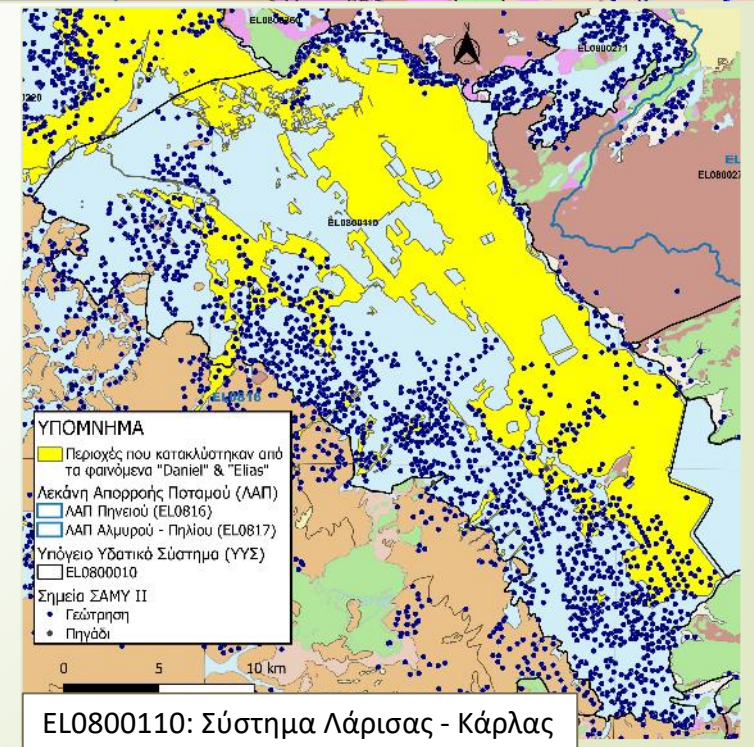 EL0800271
EL
EL0800110
EL0816
ΥΠΟΜΝΗΜΑ
Περιοχές που κατακλύστηκαν από
τα φαινόμενα "Daniel" & "Elias"
Λεκάνη Απορροής Ποταμού (ΛΑΠ)
ΛΑΠ Πηνειού (EL0816)
ΛΑΠ Αλμυρού - Πηλίου (EL0817)
Υπόγειο Υδατικό Σύστημα (ΥΥΣ)
EL0800010
Σημεία ΣΑΜΥ ΙΙ
Γεώτρηση
Πηγάδι
0 5 10 km
EL0800110: Σύστημα Λάρισας - Κάρλας